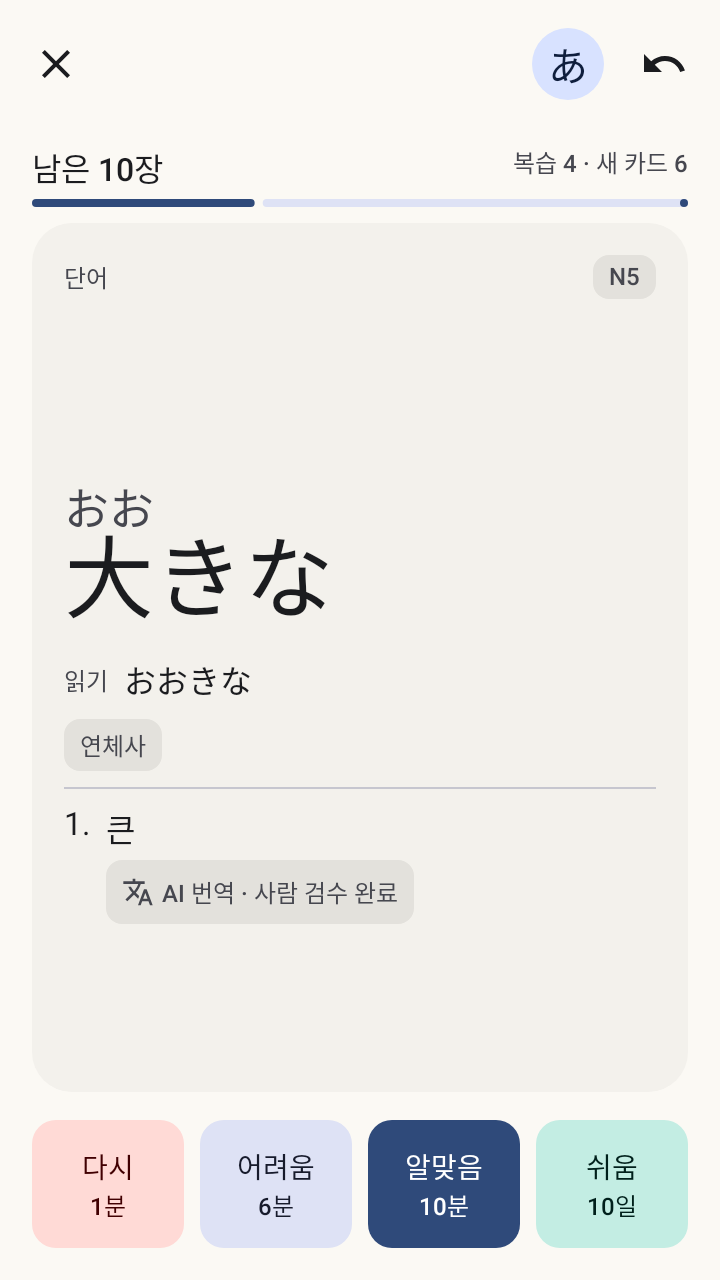 あ
남은 10장
복습 4 · 새 카드 6
단어
N5
おお
大きな
읽기 おおきな
연체사
1. 큰
AI 번역 · 사람 검수 완료
다시
1분
어려움
6분
알맞음
10분
쉬움
10일